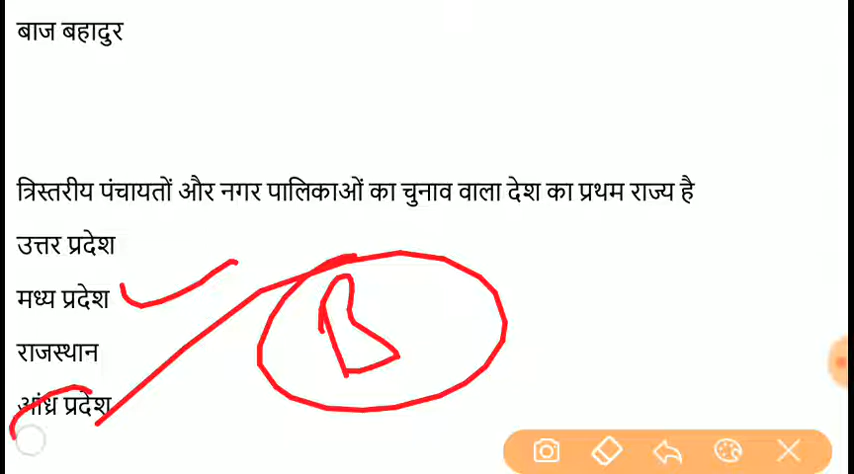 बाज बहादुर
त्रिस्तरीय पंचायतों और नगर पालिकाओं का चुनाव वाला देश का प्रथम राज्य है
उत्तर प्रदेश
मध्य प्रदेश
राजस्थान
आंध्र प्रदेश
B